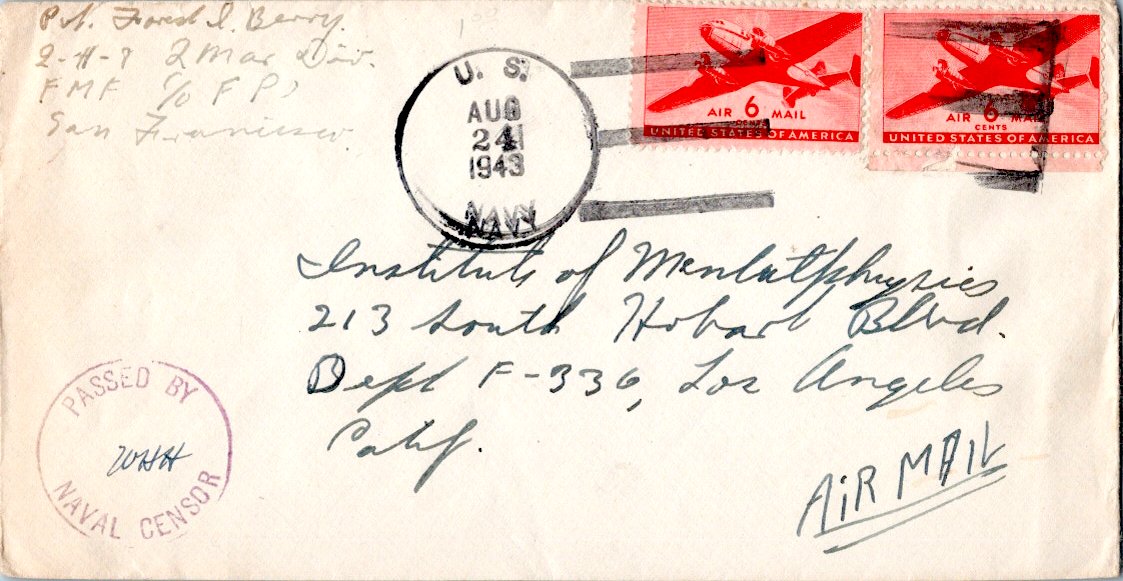 Pvt. Forest I. Berry
2-H-8 2 Mar Div.
FMF c/o F P O
San Francisco
U. S.
AUG
24
1943
NAVY
AIR 6 MAIL
CENTS
UNITED STATES OF AMERICA
AIR 6 MAIL
CENTS
UNITED STATES OF AMERICA
Institute of Mentalphysics
213 South Hobart Blvd.
Dept F-336, Los Angeles
Calif.
PASSED BY
WHH
NAVAL CENSOR
AIR MAIL